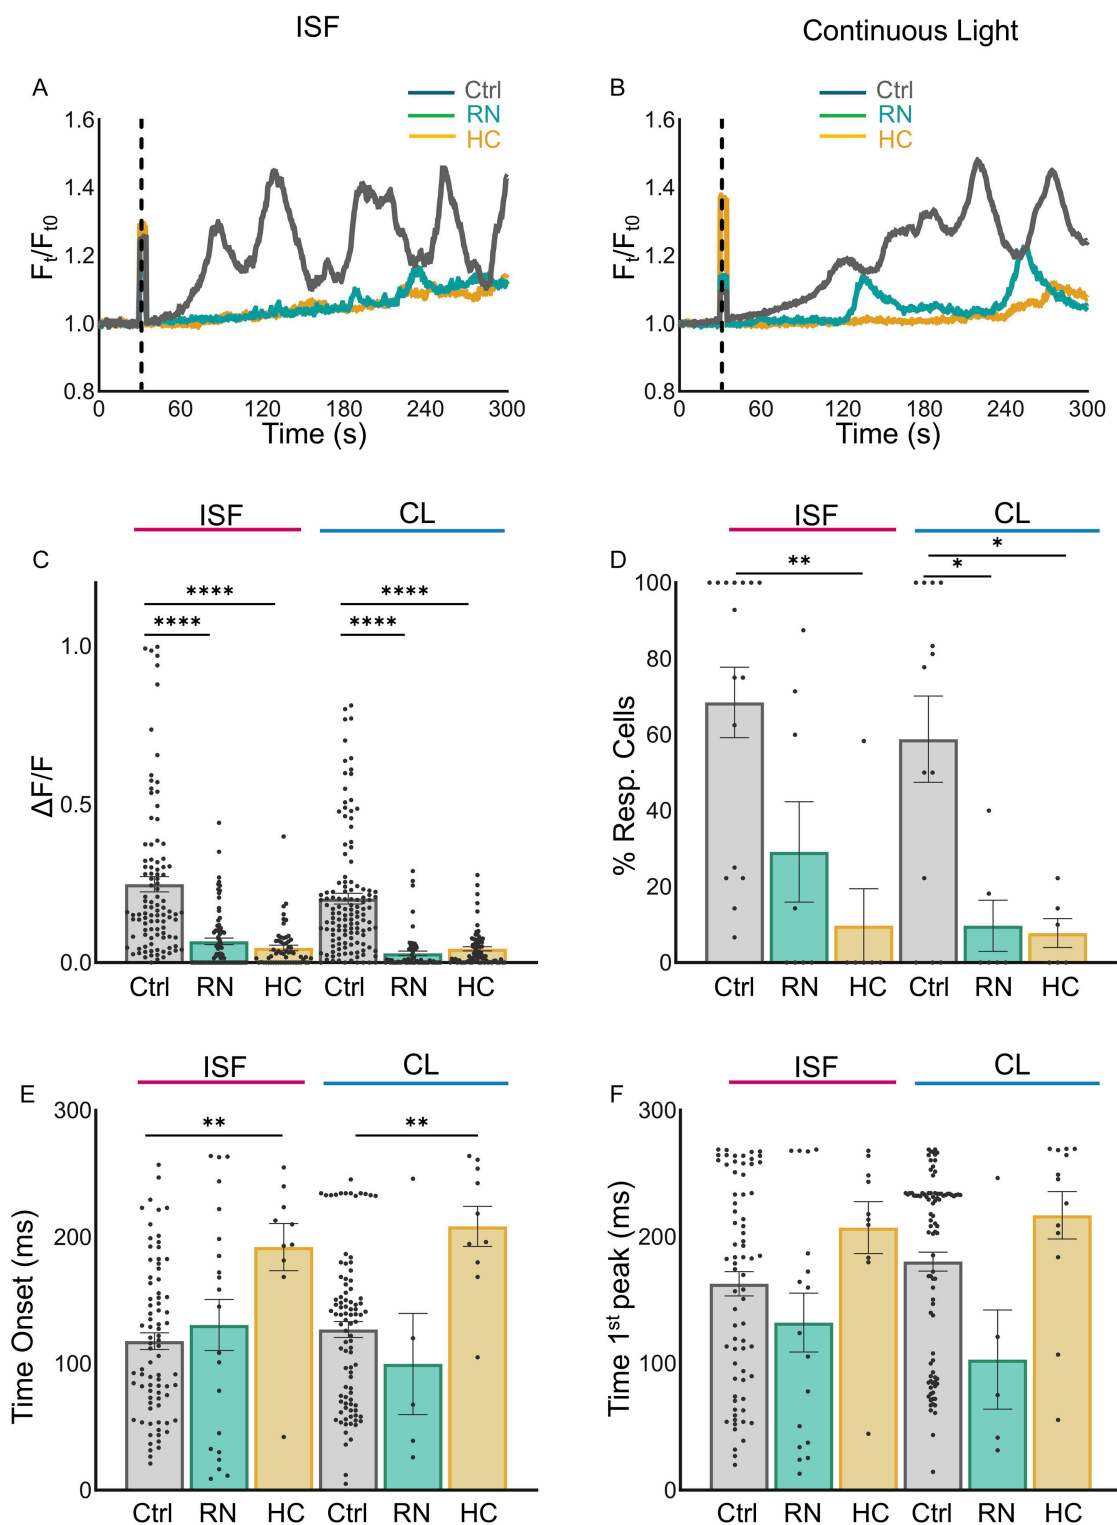 ISF
Continuous Light
A
Ctrl
RN
HC
1.6
1.4
1.2
1.0
0.8
Ft/Ft0
0 60 120 180 240 300
Time (s)
B
Ctrl
RN
HC
1.6
1.4
1.2
1.0
0.8
Ft/Ft0
0 60 120 180 240 300
Time (s)
C
ISF CL
**** ****
**** ****
1.0
0.5
0.0
ΔF/F
Ctrl RN HC Ctrl RN HC
D
ISF CL
*
** *
100
80
60
40
20
0
% Resp. Cells
Ctrl RN HC Ctrl RN HC
E
ISF CL
** **
300
200
100
0
Time Onset (ms)
Ctrl RN HC Ctrl RN HC
F
ISF CL
300
200
100
0
Time 1st peak (ms)
Ctrl RN HC Ctrl RN HC